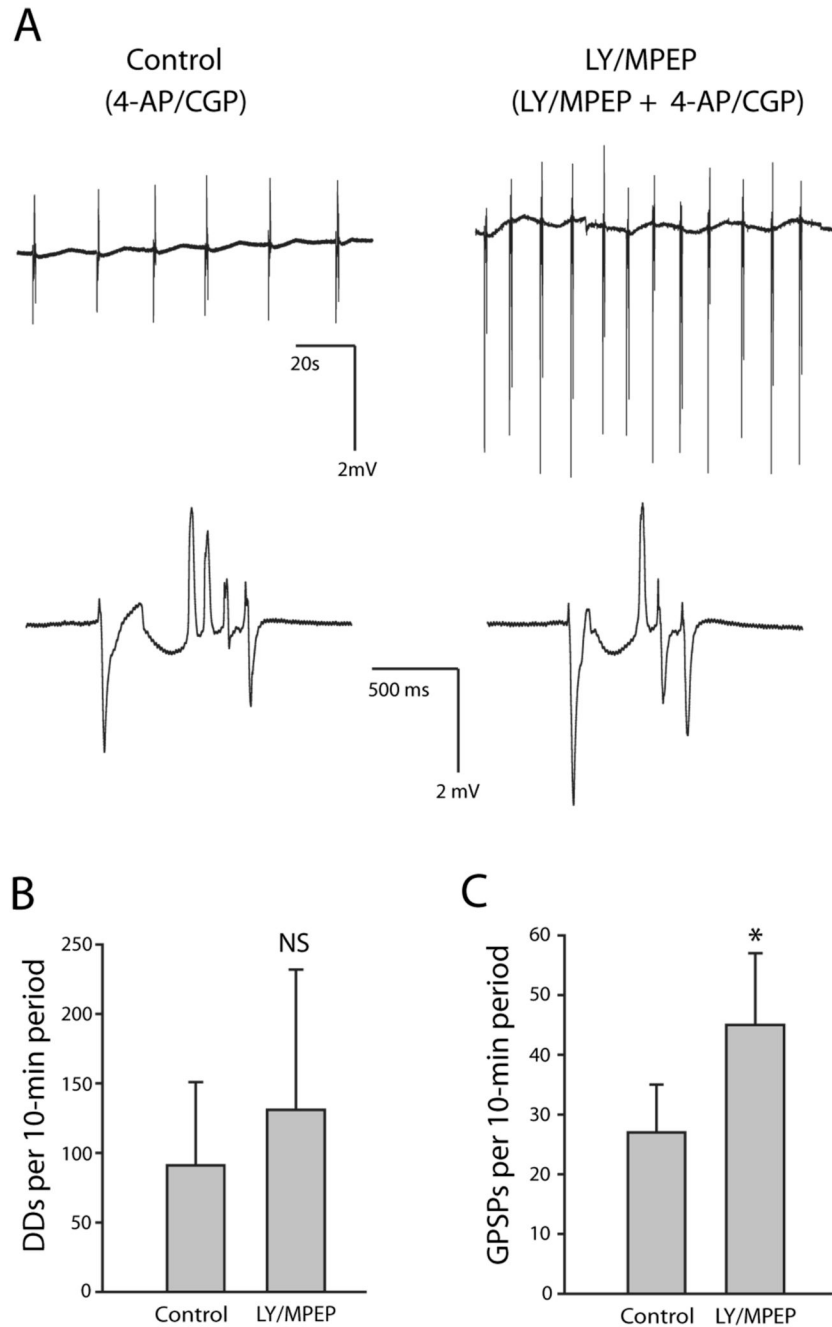 A
Control
(4-AP/CGP)
LY/MPEP
(LY/MPEP + 4-AP/CGP)
20s
2mV
500 ms
2 mV
B
DDs per 10-min period
250
200
150
100
50
0
NS
Control
LY/MPEP
C
GPSPs per 10-min period
60
50
40
30
20
10
0
*
Control
LY/MPEP